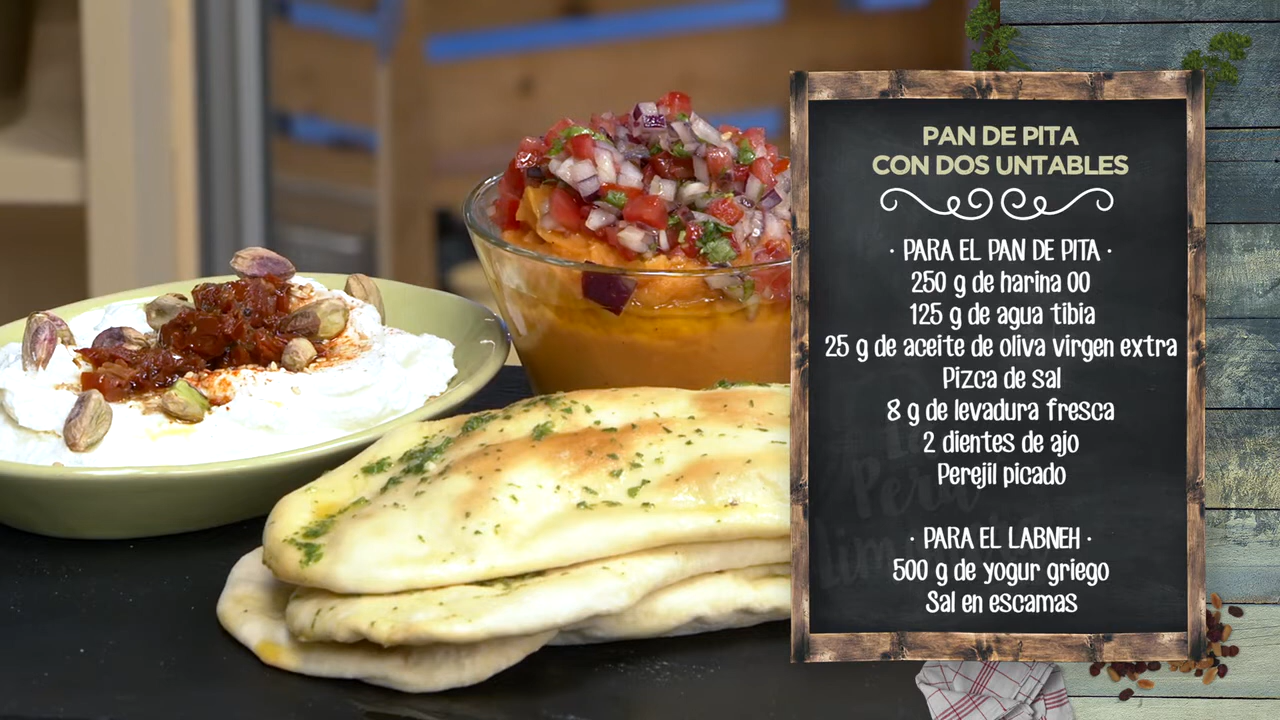 PAN DE PITA
CON DOS UNTABLES
· PARA EL PAN DE PITA ·
250 g de harina 00
125 g de agua tibia
25 g de aceite de oliva virgen extra
Pizca de sal
8 g de levadura fresca
2 dientes de ajo
Perejil picado
· PARA EL LABNEH ·
500 g de yogur griego
Sal en escamas